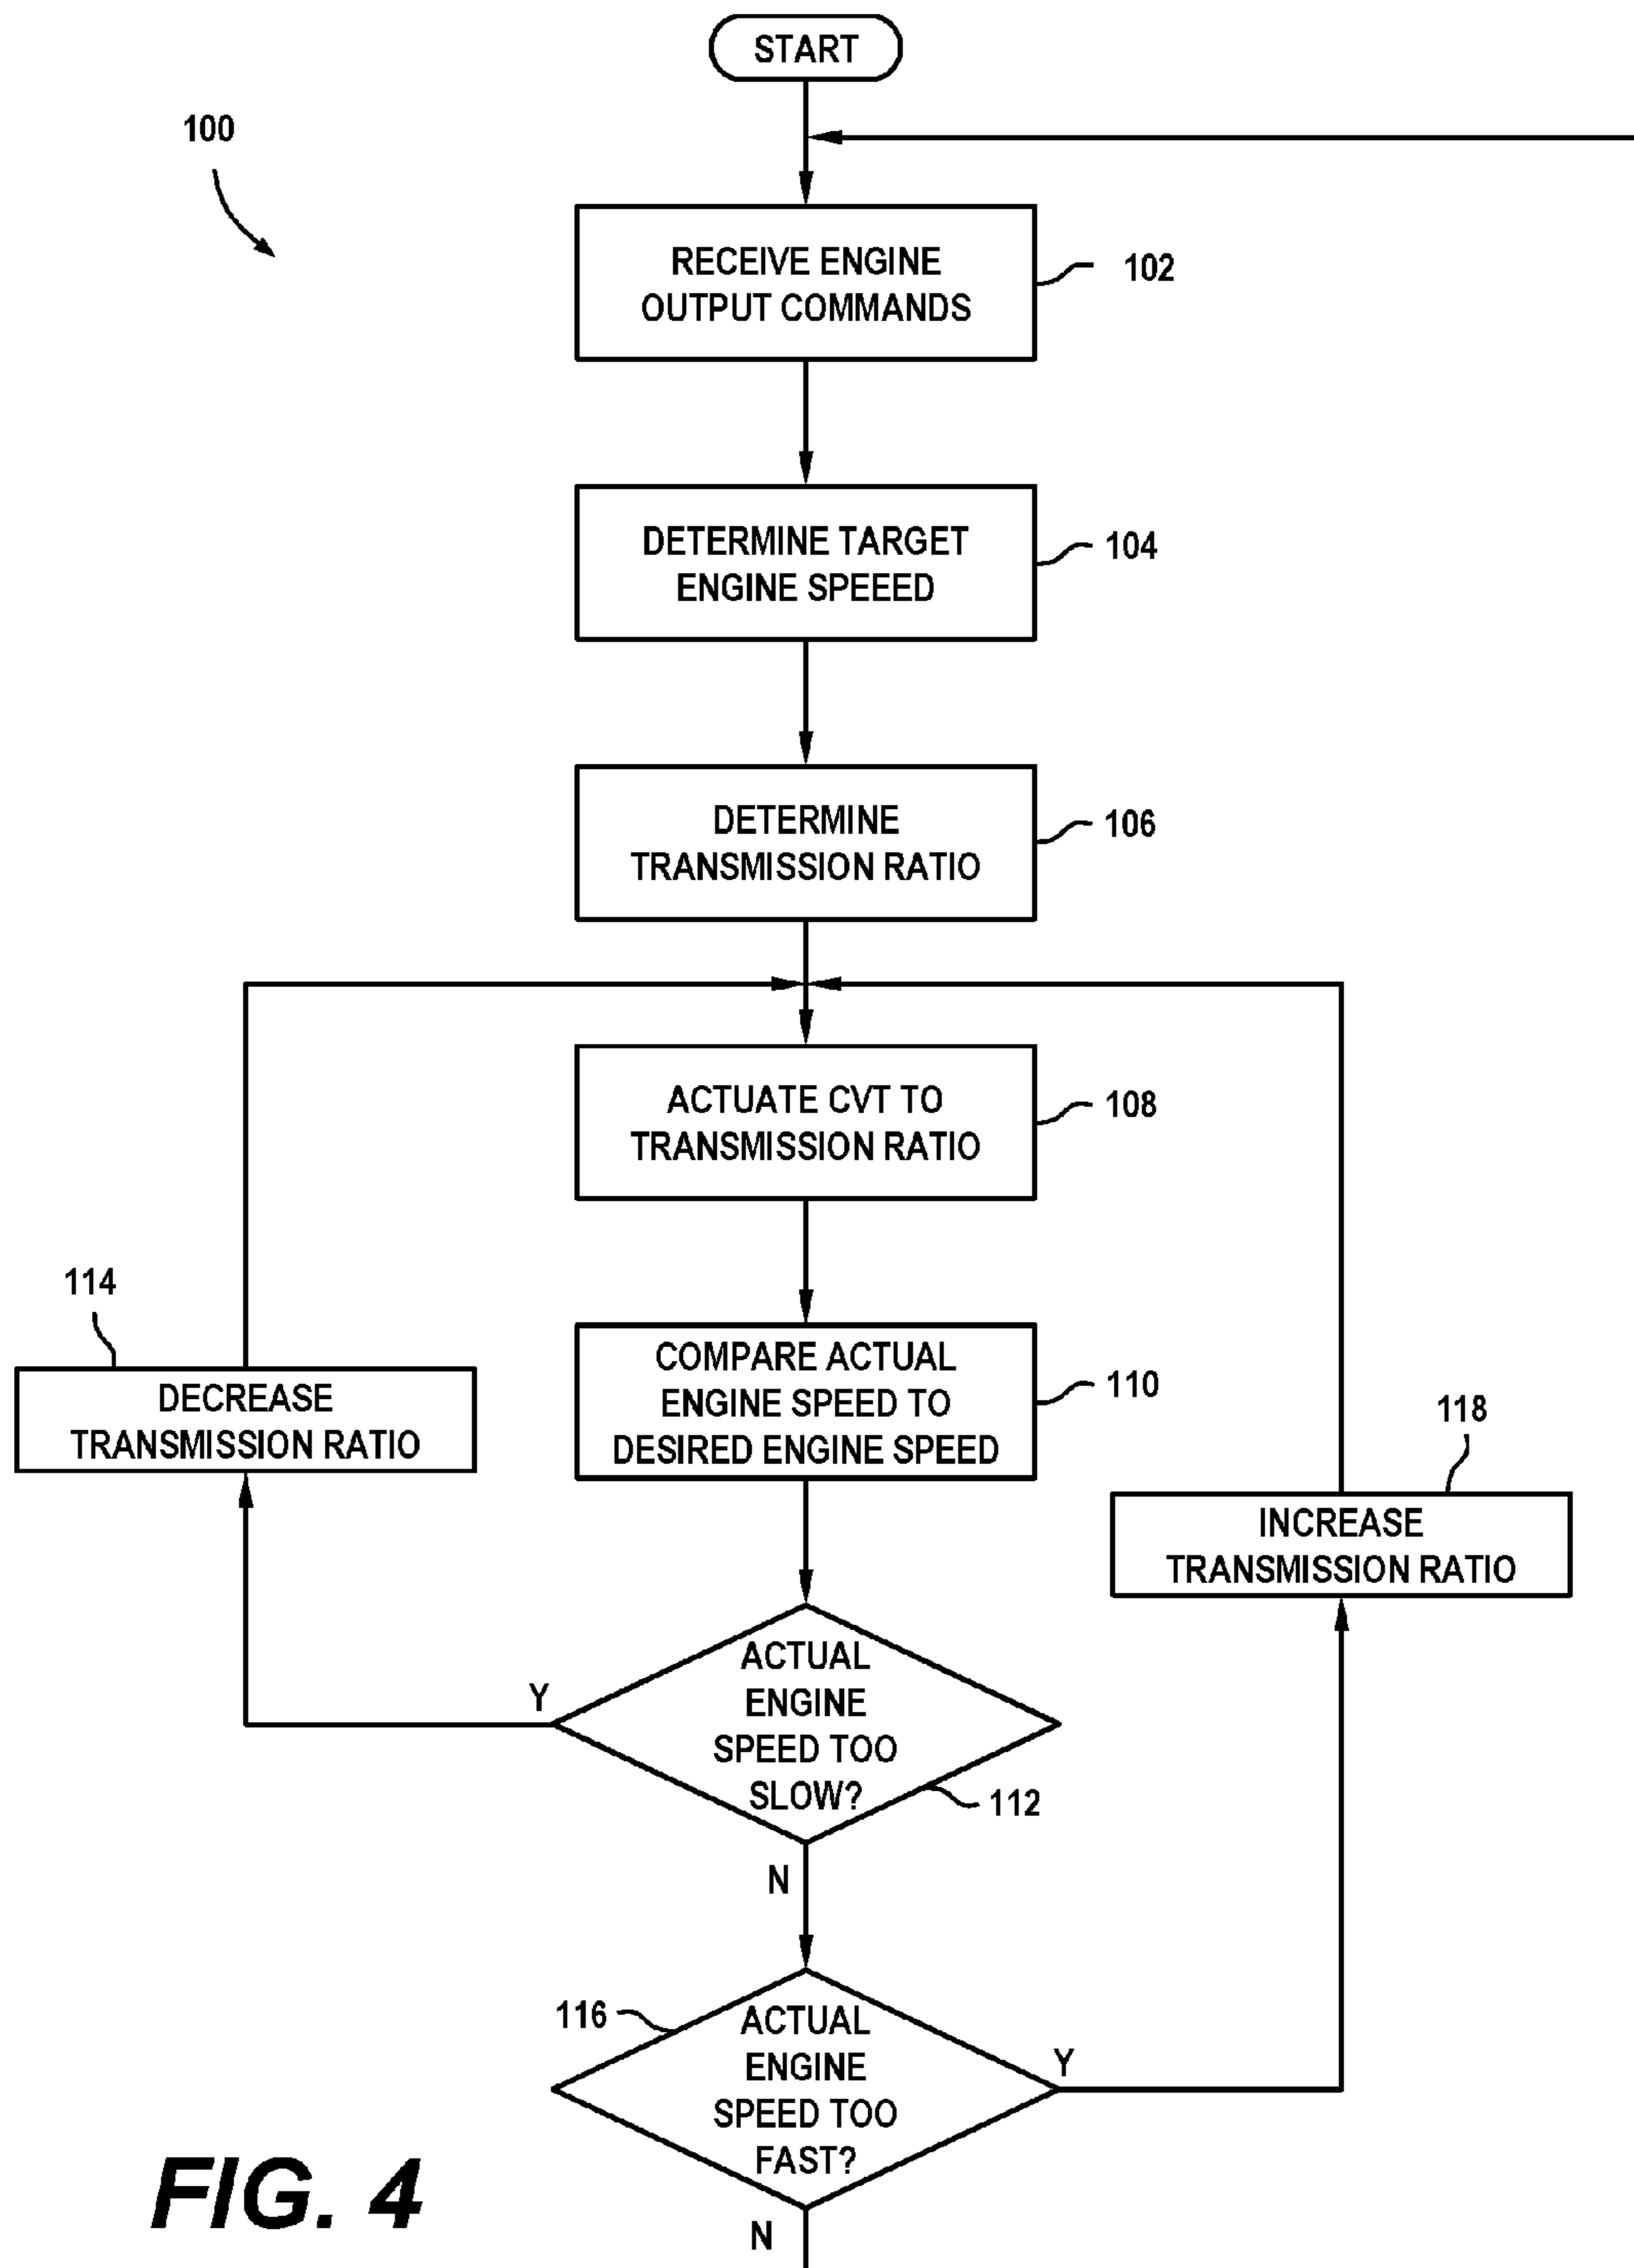 START
100
RECEIVE ENGINE
OUTPUT COMMANDS
102
DETERMINE TARGET
ENGINE SPEEED
104
DETERMINE
TRANSMISSION RATIO
106
ACTUATE CVT TO
TRANSMISSION RATIO
108
114
DECREASE
TRANSMISSION RATIO
COMPARE ACTUAL
ENGINE SPEED TO
DESIRED ENGINE SPEED
110
118
INCREASE
TRANSMISSION RATIO
ACTUAL
ENGINE
SPEED TOO
SLOW?
Y
112
N
116
ACTUAL
ENGINE
SPEED TOO
FAST?
Y
N
FIG. 4